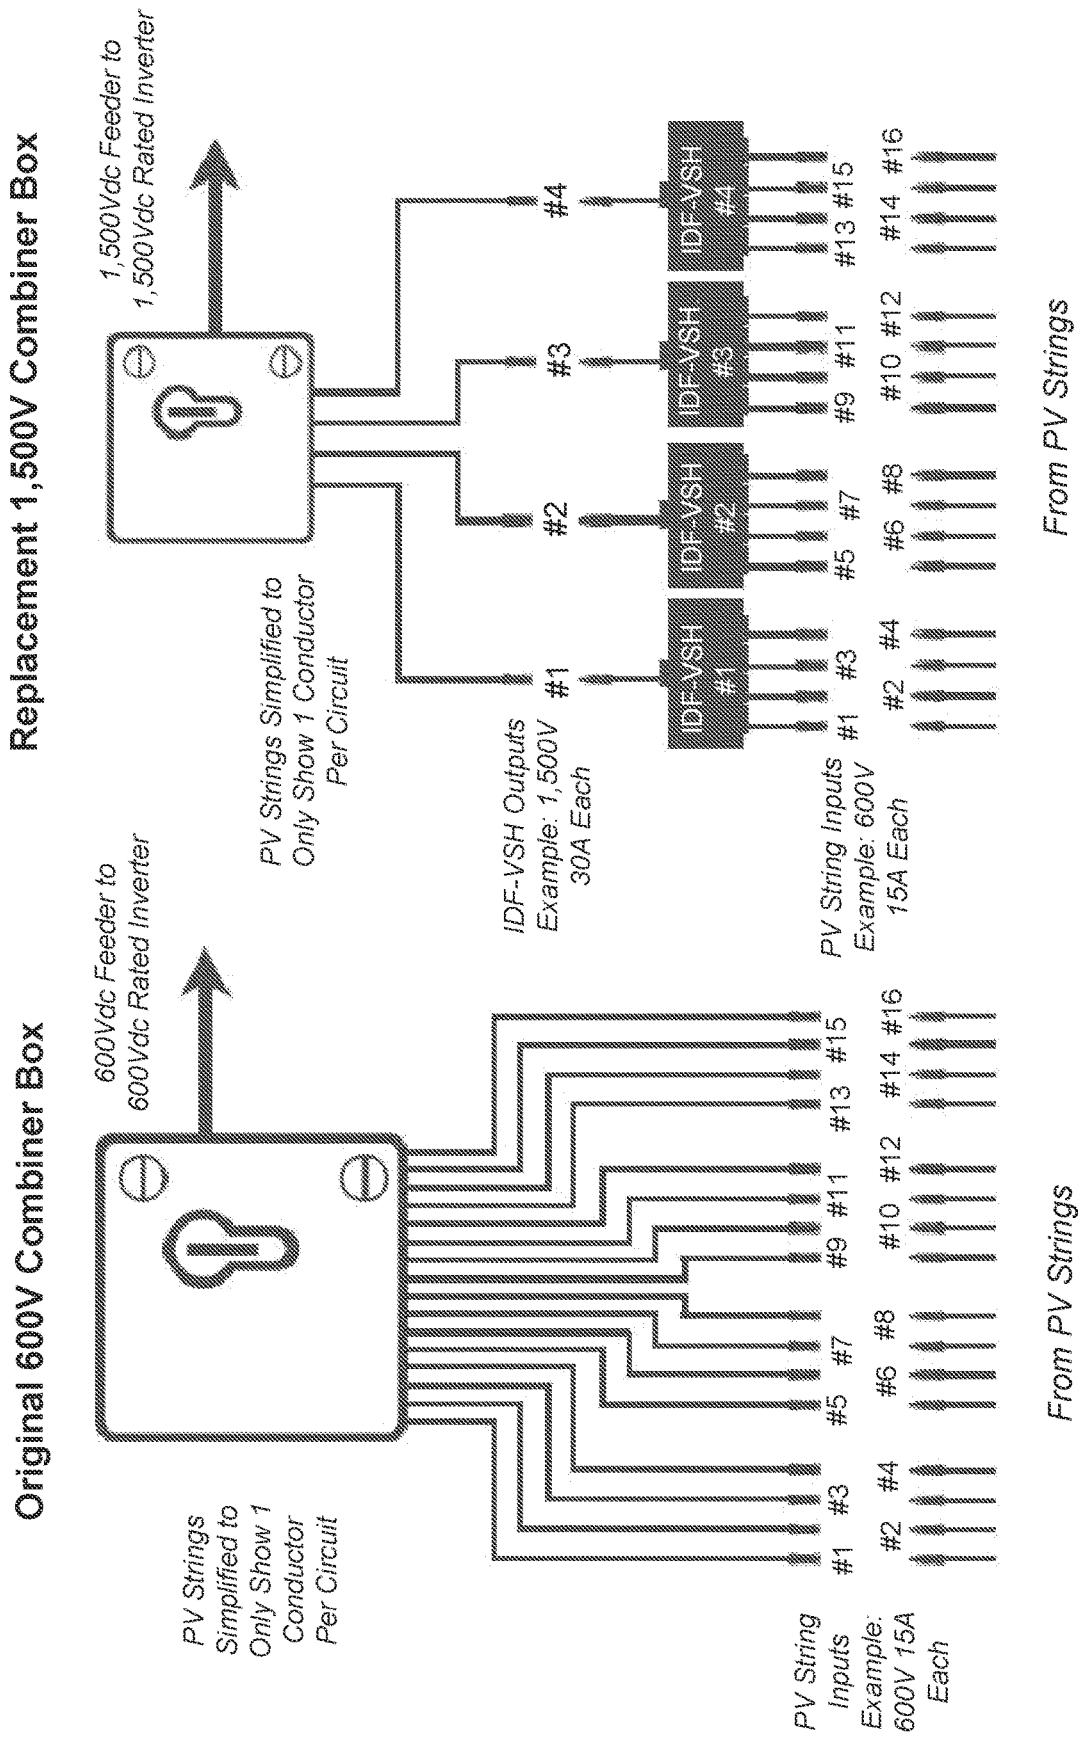 Original 600V Combiner Box
600Vdc Feeder to
600Vdc Rated Inverter
PV Strings
Simplified to
Only Show 1
Conductor
Per Circuit
PV String
Inputs
Example:
600V 15A
Each
#1 #3 #5 #7 #9 #11 #13 #15
#2 #4 #6 #8 #10 #12 #14 #16
From PV Strings
Replacement 1,500V Combiner Box
1,500Vdc Feeder to
1,500Vdc Rated Inverter
PV Strings Simplified to
Only Show 1 Conductor
Per Circuit
IDF-VSH Outputs
Example: 1,500V
30A Each
#1 #2 #3 #4
IDF-VSH
#1
IDF-VSH
#2
IDF-VSH
#3
IDF-VSH
#4
PV String Inputs
Example: 600V
15A Each
#1 #3 #5 #7 #9 #11 #13 #15
#2 #4 #6 #8 #10 #12 #14 #16
From PV Strings